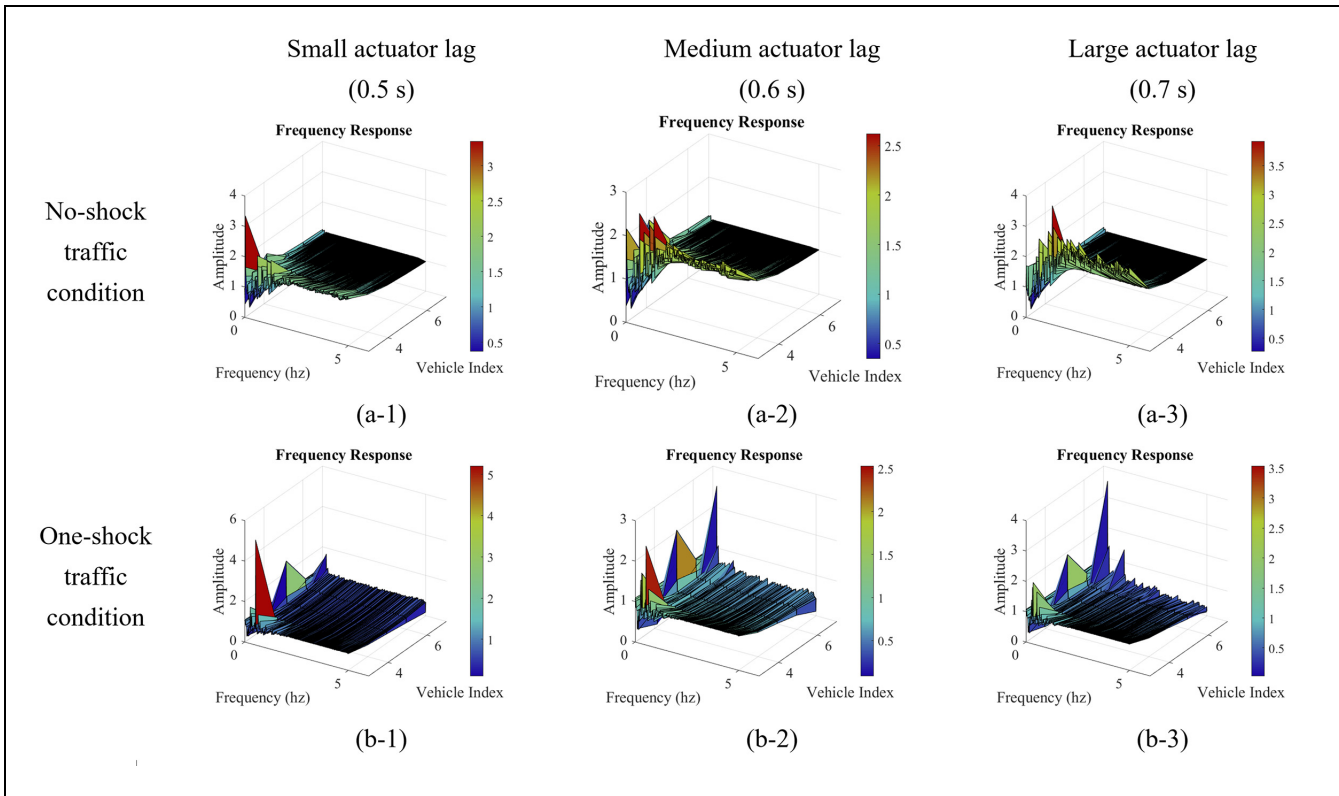 Small actuator lag
(0.5 s)
Medium actuator lag
(0.6 s)
Large actuator lag
(0.7 s)
No-shock
traffic
condition
Frequency Response
Amplitude
4
3
2
1
0
0
5
4
6
Frequency (hz)
Vehicle Index
3
2.5
2
1.5
1
0.5
(a-1)
Frequency Response
Amplitude
3
2
1
0
0
5
4
6
Frequency (hz)
Vehicle Index
2.5
2
1.5
1
0.5
(a-2)
Frequency Response
Amplitude
4
3
2
1
0
0
5
4
6
Frequency (hz)
Vehicle Index
3.5
3
2.5
2
1.5
1
0.5
(a-3)
One-shock
traffic
condition
Frequency Response
Amplitude
6
4
2
0
0
5
4
6
Frequency (hz)
Vehicle Index
5
4
3
2
1
(b-1)
Frequency Response
Amplitude
3
2
1
0
0
5
4
6
Frequency (hz)
Vehicle Index
2.5
2
1.5
1
0.5
(b-2)
Frequency Response
Amplitude
4
3
2
1
0
0
5
4
6
Frequency (hz)
Vehicle Index
3.5
3
2.5
2
1.5
1
0.5
(b-3)